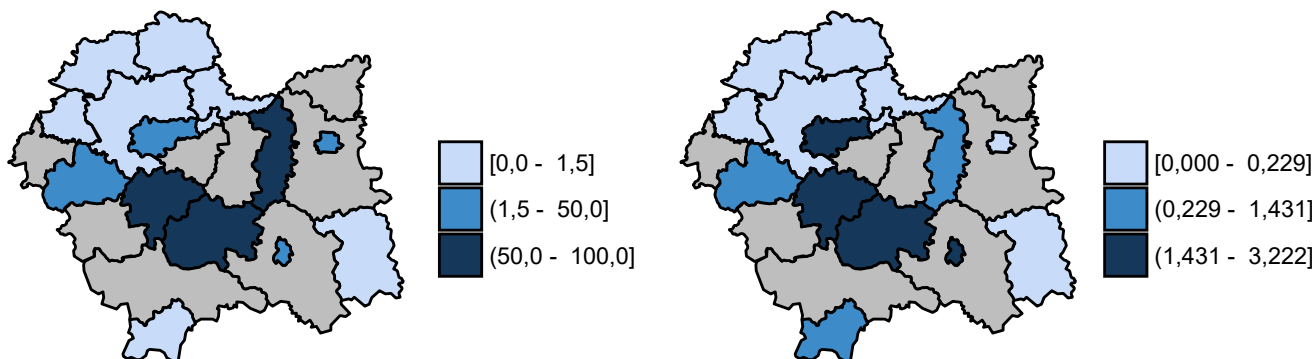 [0,0 - 1,5]
(1,5 - 50,0]
(50,0 - 100,0]
[0,000 - 0,229]
(0,229 - 1,431]
(1,431 - 3,222]